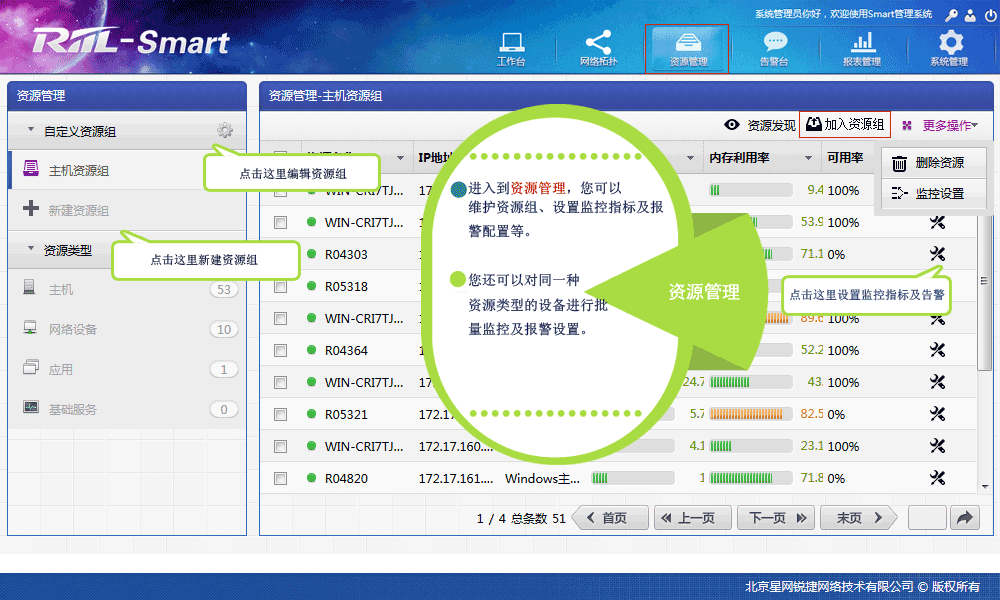 系统管理员你好，欢迎使用Smart管理系统
RIIL-Smart
工作台
网络拓扑
资源管理
告警台
报表管理
系统管理
资源管理
自定义资源组
主机资源组
新建资源组
资源类型
主机 53
网络设备 10
应用 1
基础服务 0
点击这里编辑资源组
点击这里新建资源组
资源管理-主机资源组
资源发现
加入资源组
更多操作
删除资源
监控设置
IP地址 内存利用率 可用率
WIN-CRI7TJ... 17 9.4 100%
WIN-CRI7TJ... 53.9 100%
R04303 71.1 0%
R05318
WIN-CRI7TJ... 89.6 100%
R04364 52.2 100%
WIN-CRI7TJ... 17 24.7 43. 100%
R05321 172.1 5.7 82.5 0%
WIN-CRI7TJ... 172.17.160.... 4.1 23.1 100%
R04820 172.17.161.... Windows主... 1 71.8 0%
进入到资源管理，您可以
维护资源组、设置监控指标及报
警配置等。
您还可以对同一种
资源类型的设备进行批
量监控及报警设置。
资源管理
点击这里设置监控指标及告警
1 / 4 总条数 51 首页 上一页 下一页 末页
北京星网锐捷网络技术有限公司 © 版权所有